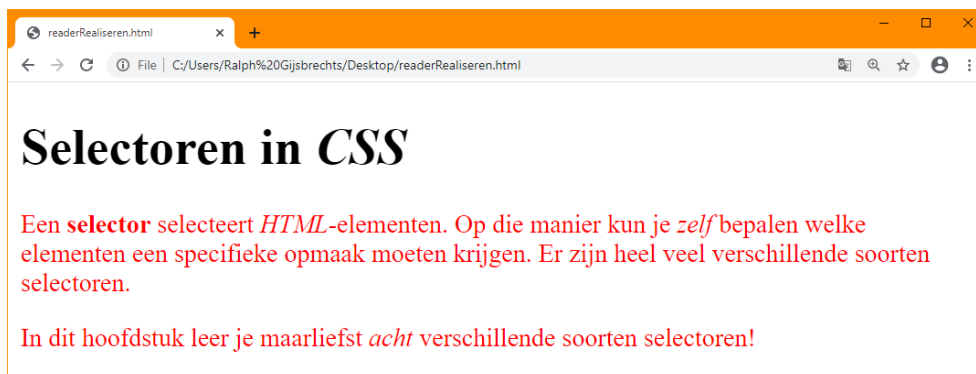 readerRealiseren.html
File | C:/Users/Ralph%20Gijsbrechts/Desktop/readerRealiseren.html
Selectoren in CSS
Een selector selecteert HTML-elementen. Op die manier kun je zelf bepalen welke
elementen een specifieke opmaak moeten krijgen. Er zijn heel veel verschillende soorten
selectoren.
In dit hoofdstuk leer je maarliefst acht verschillende soorten selectoren!